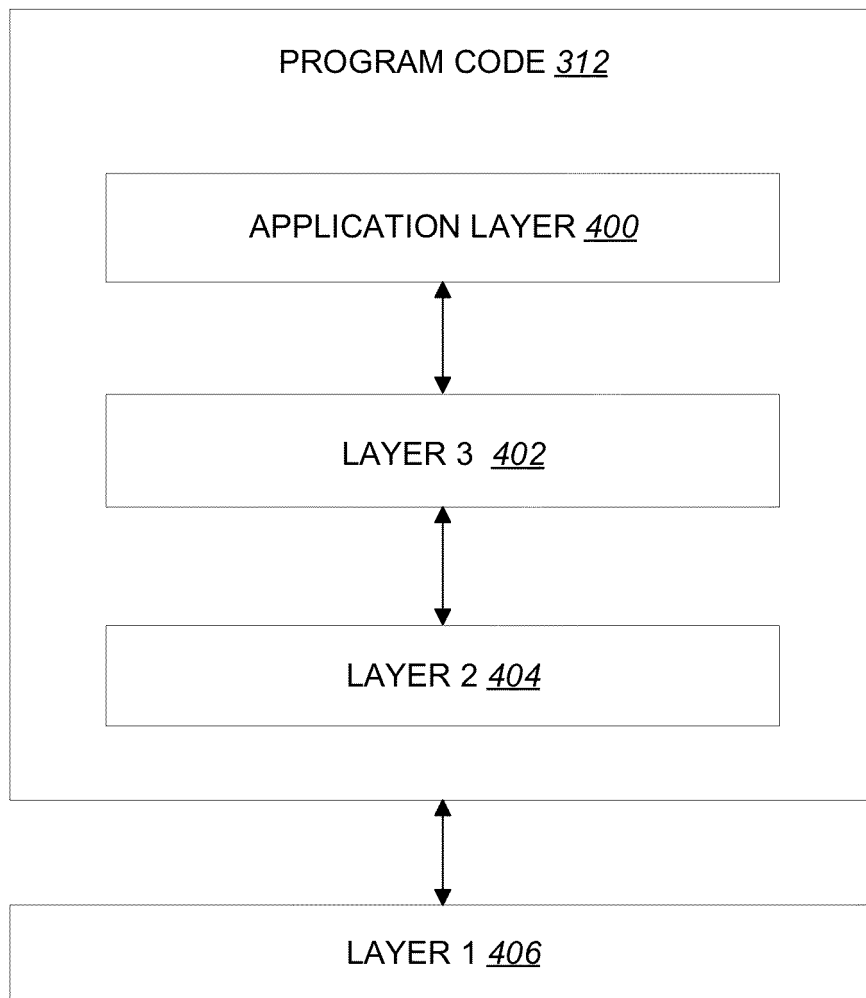 PROGRAM CODE 312
APPLICATION LAYER 400
LAYER 3 402
LAYER 2 404
LAYER 1 406